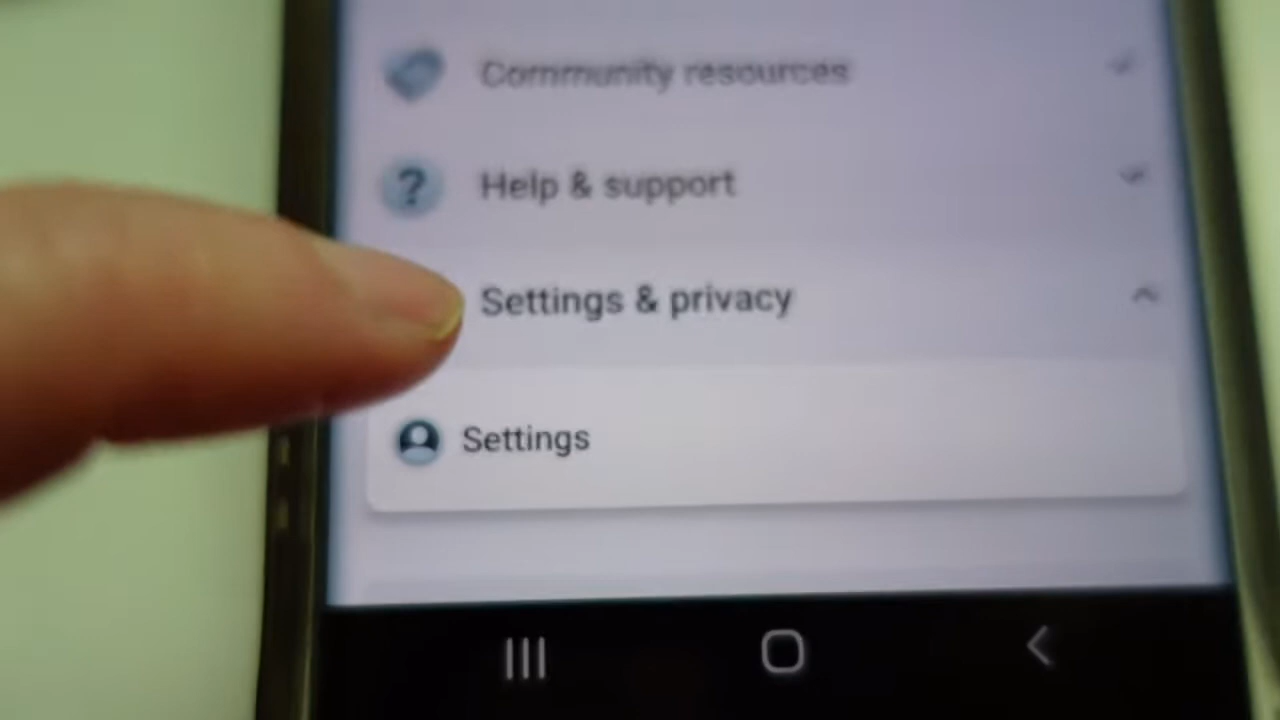 Community resources
Help & support
Settings & privacy
Settings